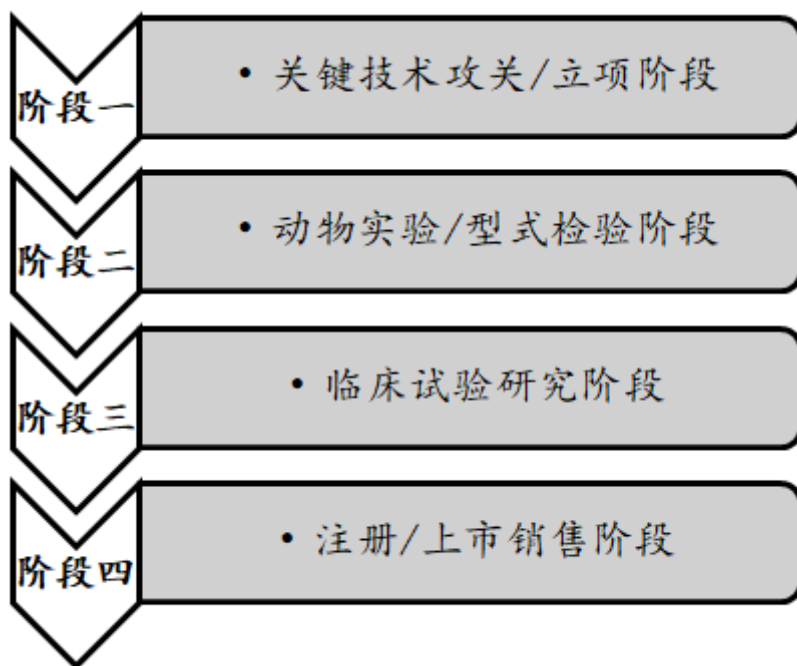 阶段一
• 关键技术攻关/立项阶段
阶段二
• 动物实验/型式检验阶段
阶段三
• 临床试验研究阶段
阶段四
• 注册/上市销售阶段